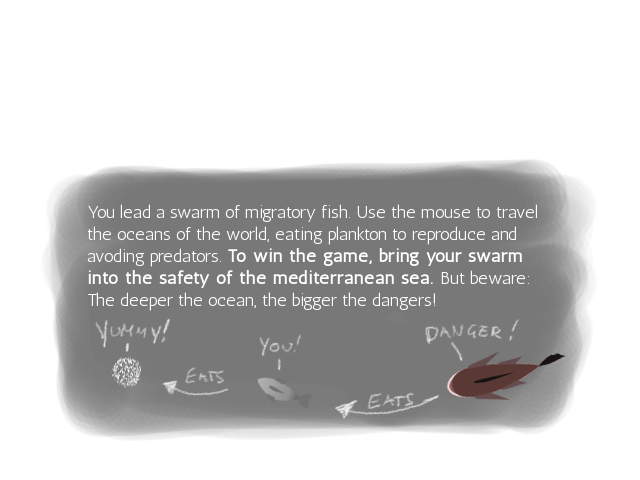 You lead a swarm of migratory fish. Use the mouse to travel
the oceans of the world, eating plankton to reproduce and
avoding predators. To win the game, bring your swarm
into the safety of the mediterranean sea. But beware:
The deeper the ocean, the bigger the dangers!
YUMMY!
YOU!
DANGER!
EATS
EATS